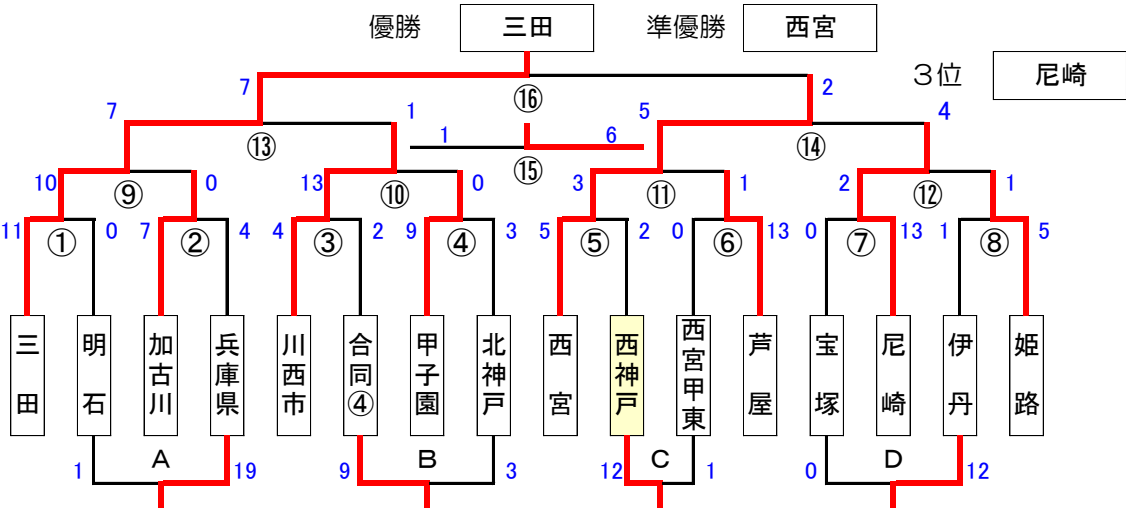 優勝 三田 準優勝 西宮
3位 尼崎
7 ⑯ 2
7 1 1 6 5 4
⑬ ⑮ ⑭
10 ⑨ 0 13 ⑩ 0 3 ⑪ 1 2 ⑫ 1
11 ① 0 7 ② 4 4 ③ 2 9 ④ 3 5 ⑤ 2 0 ⑥ 13 0 ⑦ 13 1 ⑧ 5
三田
明石
加古川
兵庫県
川西市
合同④
甲子園
北神戸
西宮
西神戸
西宮甲東
芦屋
宝塚
尼崎
伊丹
姫路
1 A 19 9 B 3 12 C 1 0 D 12